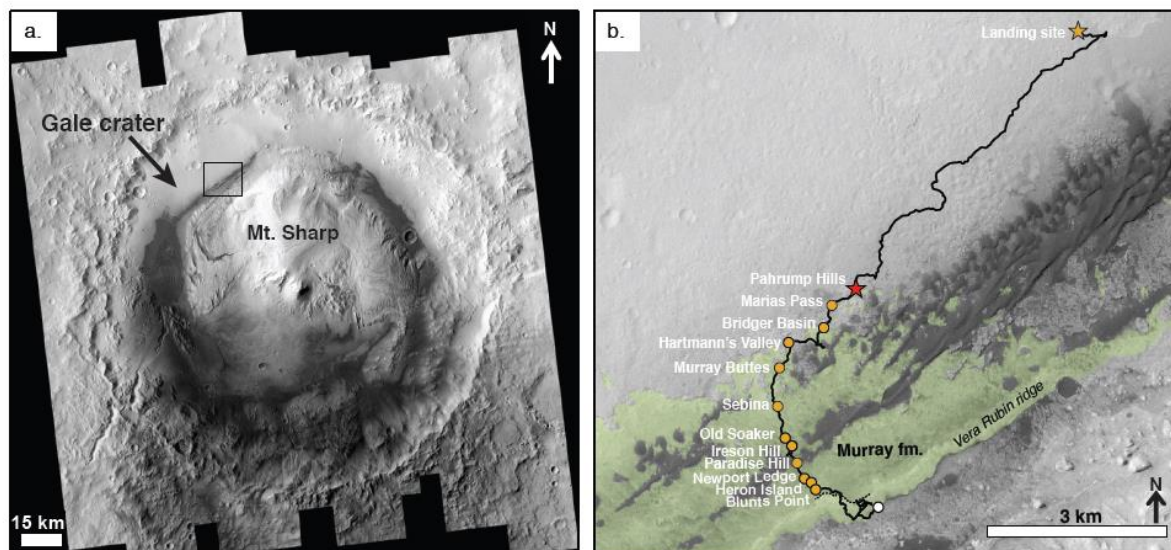 a.
N
Gale crater
Mt. Sharp
15 km
b.
Landing site
Pahrump Hills
Marias Pass
Bridger Basin
Hartmann's Valley
Murray Buttes
Sebina
Old Soaker
Ireson Hill
Paradise Hill
Newport Ledge
Heron Island
Blunts Point
Murray fm.
Vera Rubin ridge
N
3 km